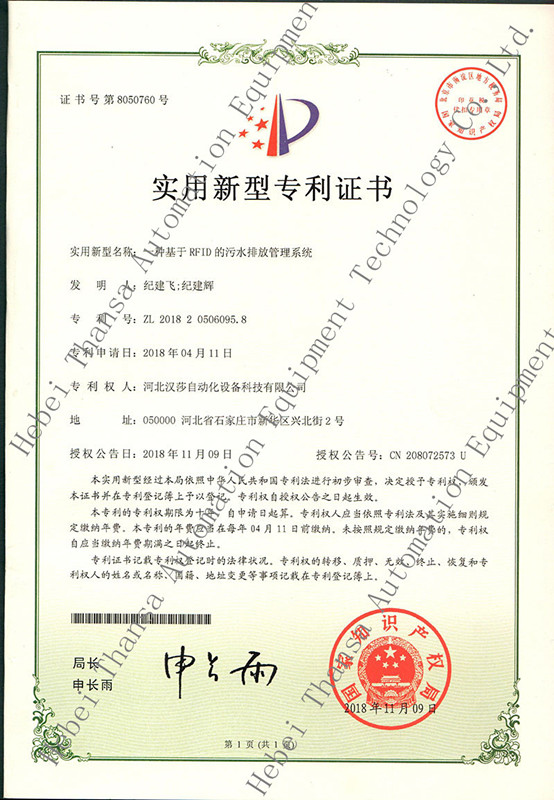 证书号第8050760号
实用新型专利证书
实用新型名称：一种基于RFID的污水排放管理系统
发明人：纪建飞;纪建辉
专利号：ZL 2018 2 0506095.8
专利申请日：2018年04月11日
专利权人：河北汉莎自动化设备科技有限公司
地址：050000 河北省石家庄市新华区兴北街2号
授权公告日：2018年11月09日 授权公告号：CN 208072573 U
本实用新型经过本局依照中华人民共和国专利法进行初步审查，决定授予专利权，颁发
本证书并在专利登记簿上予以登记。专利权自授权公告之日起生效。
本专利的专利权期限为十年，自申请日起算。专利权人应当依照专利法及其实施细则规
定缴纳年费。本专利的年费应当在每年04月11日前缴纳。未按照规定缴纳年费的，专利权
自应当缴纳年费期满之日起终止。
专利证书记载专利权登记时的法律状况。专利权的转移、质押、无效、终止、恢复和专
利权人的姓名或名称、国籍、地址变更等事项记载在专利登记簿上。
局长
申长雨
申长雨
国家知识产权局
2018年11月09日
第1页(共1页)
Hebei Thansa Automation Equipment Technology Co., Ltd.
Hebei Thansa Automation Equipment
Hebei Thansa Automation Equipment